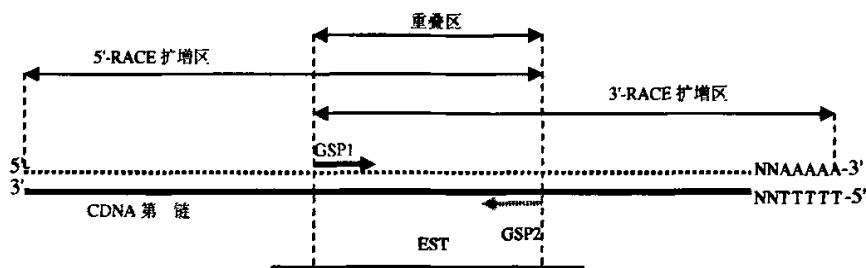 重叠区
5'-RACE 扩增区
3'-RACE 扩增区
GSP1
5'
NNAAAAA-3'
3'
NNTTTTT-5'
CDNA 第 链
GSP2
EST